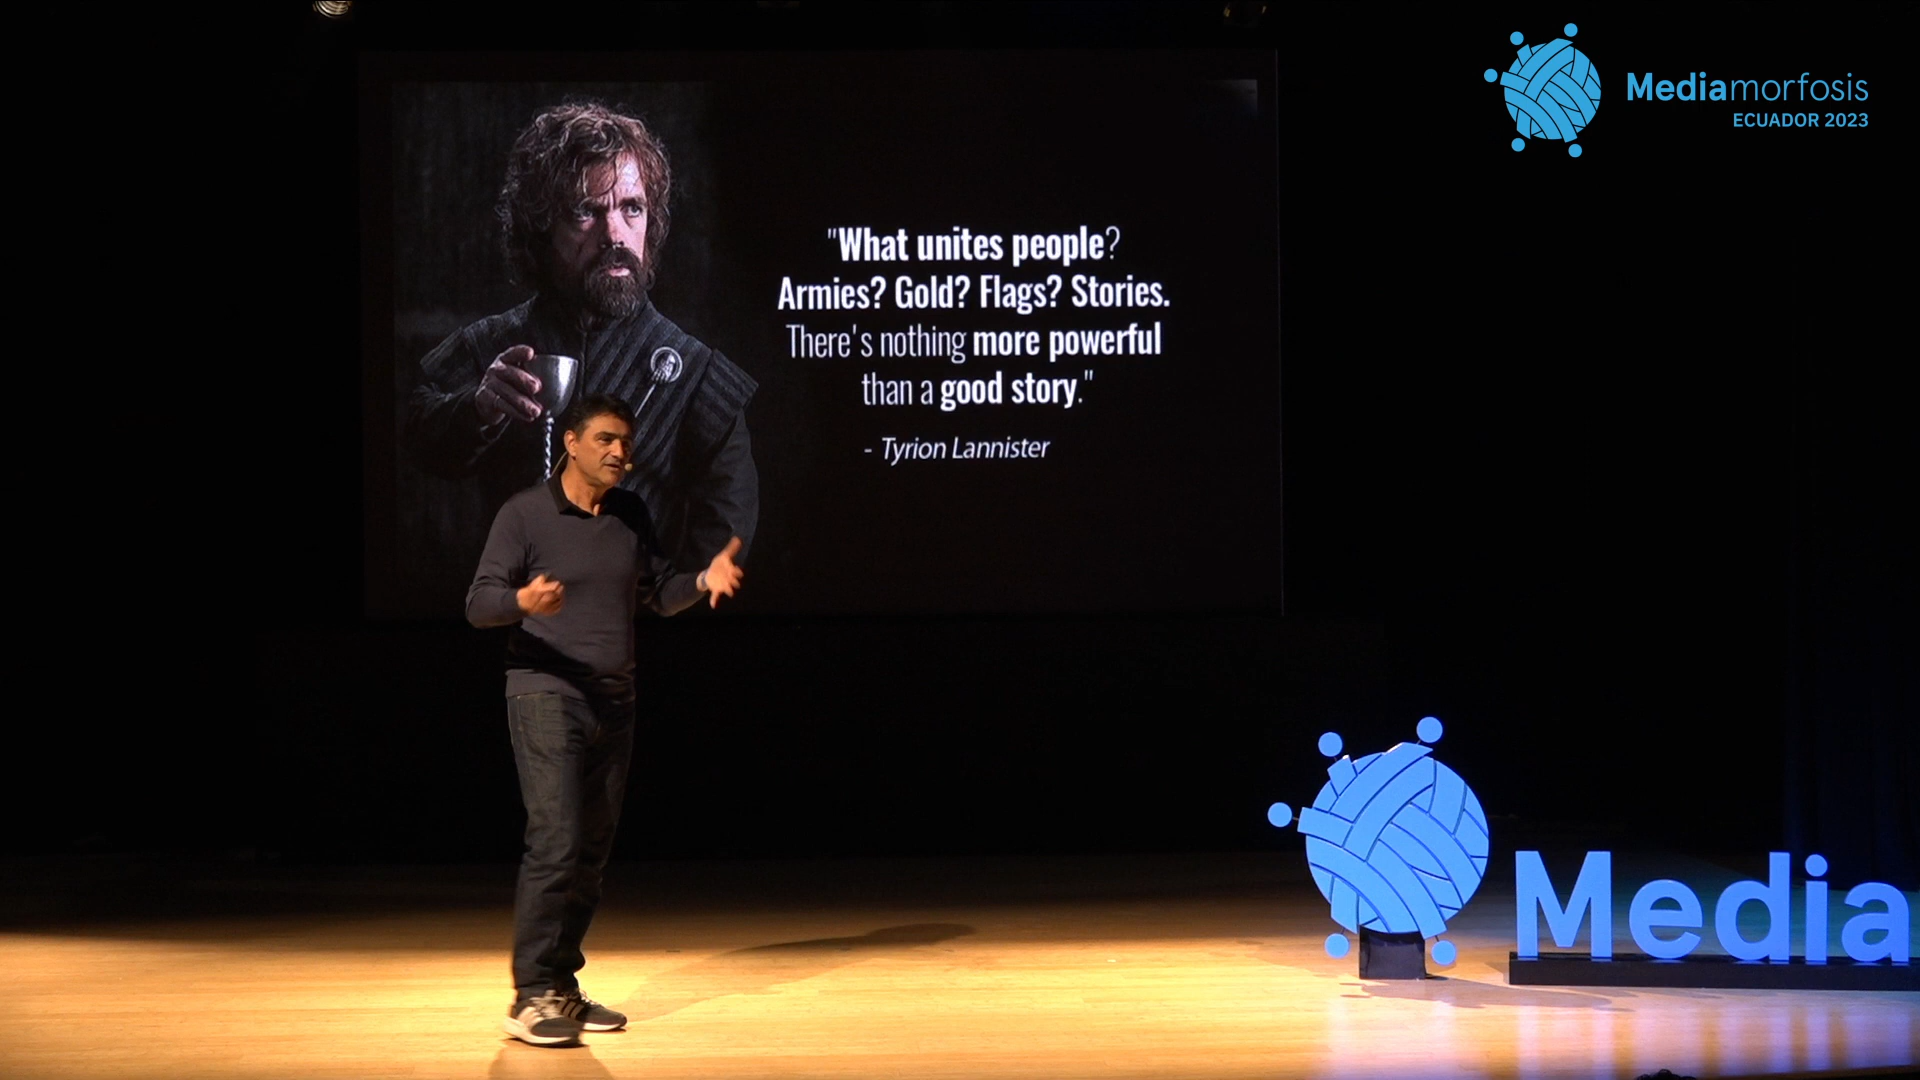 Mediamorfosis
ECUADOR 2023
"What unites people?
Armies? Gold? Flags? Stories.
There's nothing more powerful
than a good story."
- Tyrion Lannister
Media